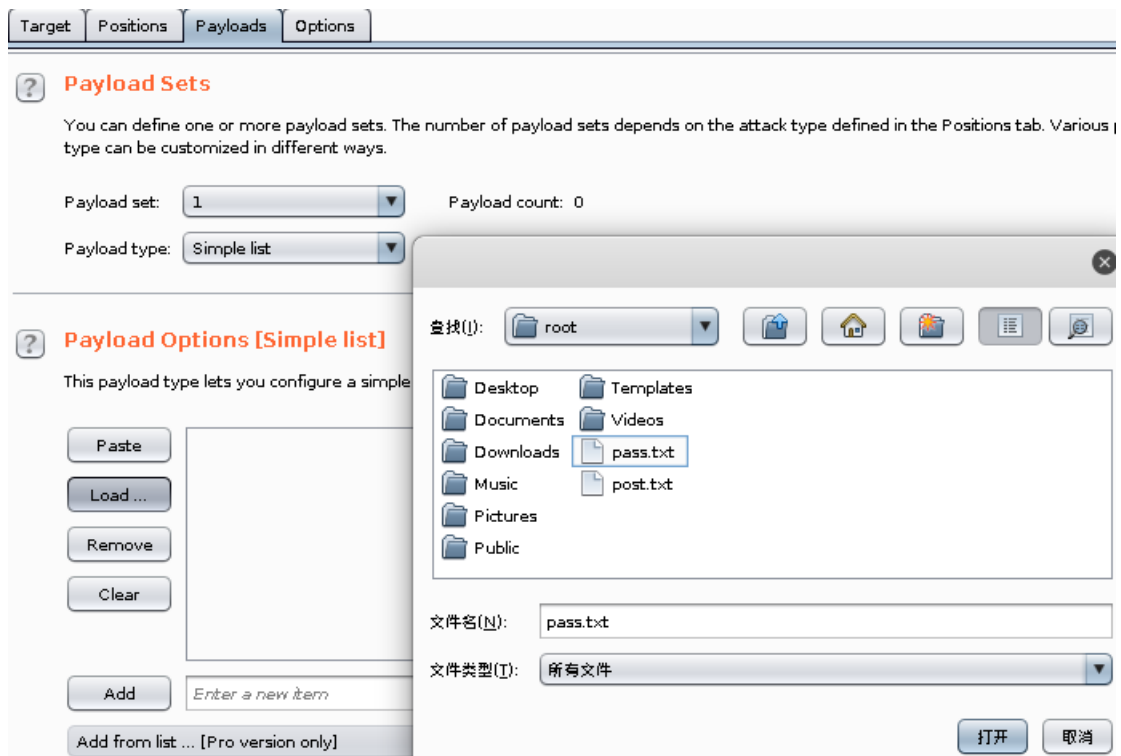 Target Positions Payloads Options
? Payload Sets
You can define one or more payload sets. The number of payload sets depends on the attack type defined in the Positions tab. Various
type can be customized in different ways.
Payload set: 1 Payload count: 0
Payload type: Simple list
? Payload Options [Simple list]
This payload type lets you configure a simple
Paste
Load ...
Remove
Clear
Add Enter a new item
Add from list ... [Pro version only]
查找(I): root
Desktop Templates
Documents Videos
Downloads pass.txt
Music post.txt
Pictures
Public
文件名(N): pass.txt
文件类型(T): 所有文件
打开 取消